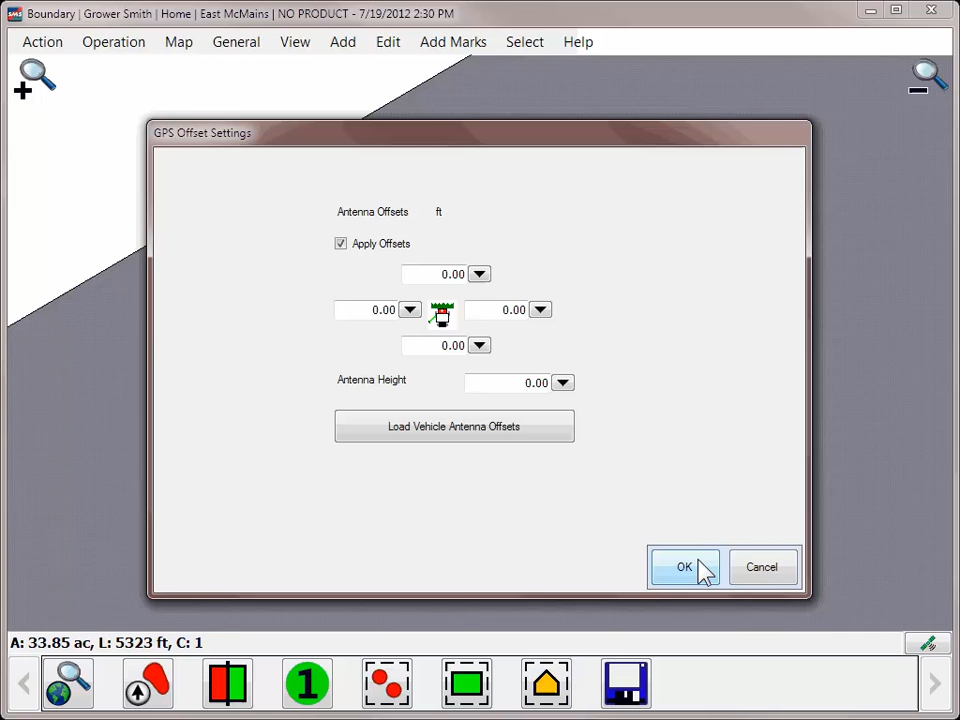 SMS Boundary | Grower Smith | Home | East McMains | NO PRODUCT - 7/19/2012 2:30 PM
Action Operation Map General View Add Edit Add Marks Select Help
GPS Offset Settings
Antenna Offsets ft
Apply Offsets
0.00
0.00 0.00
0.00
Antenna Height 0.00
Load Vehicle Antenna Offsets
OK Cancel
A: 33.85 ac, L: 5323 ft, C: 1
1